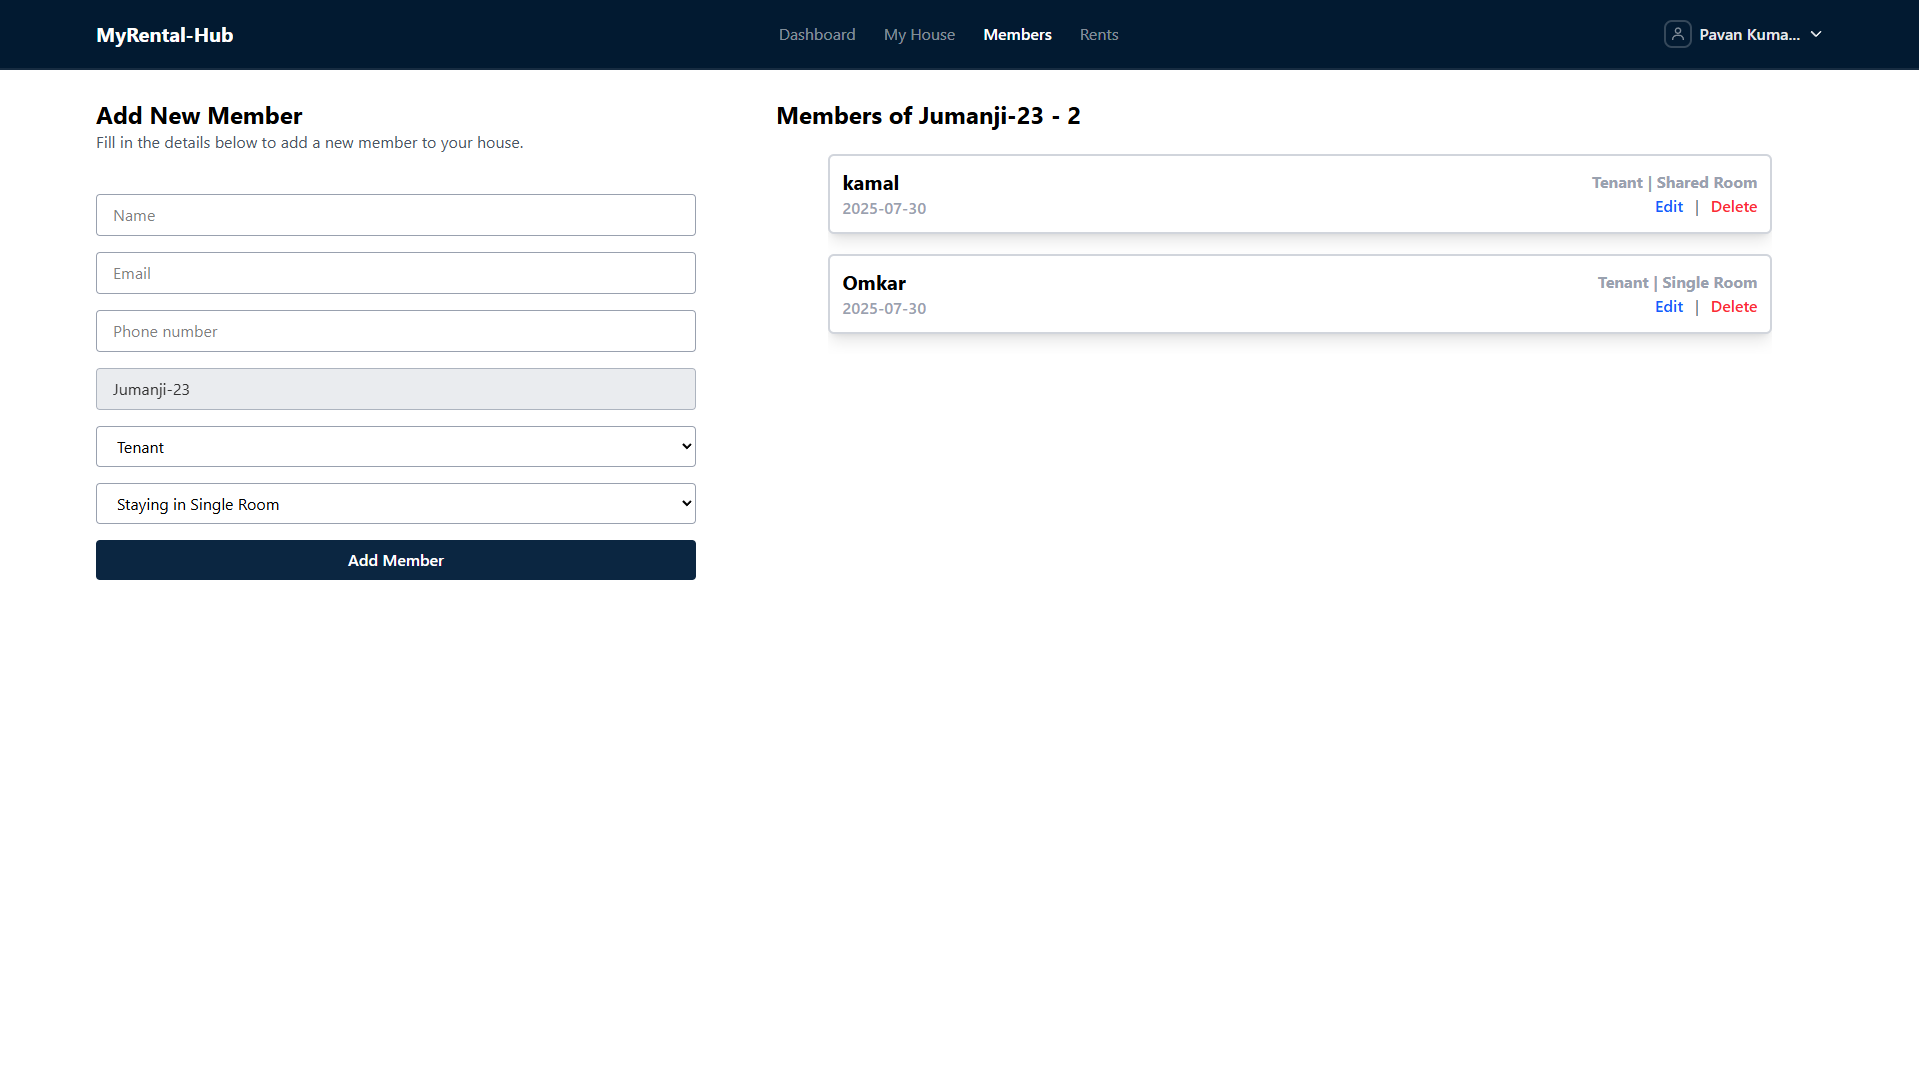 MyRental-Hub
Dashboard
My House
Members
Rents
Pavan Kuma...
Add New Member
Fill in the details below to add a new member to your house.
Name
Email
Phone number
Jumanji-23
Tenant
Staying in Single Room
Add Member
Members of Jumanji-23 - 2
kamal
Tenant | Shared Room
2025-07-30
Edit | Delete
Omkar
Tenant | Single Room
2025-07-30
Edit | Delete